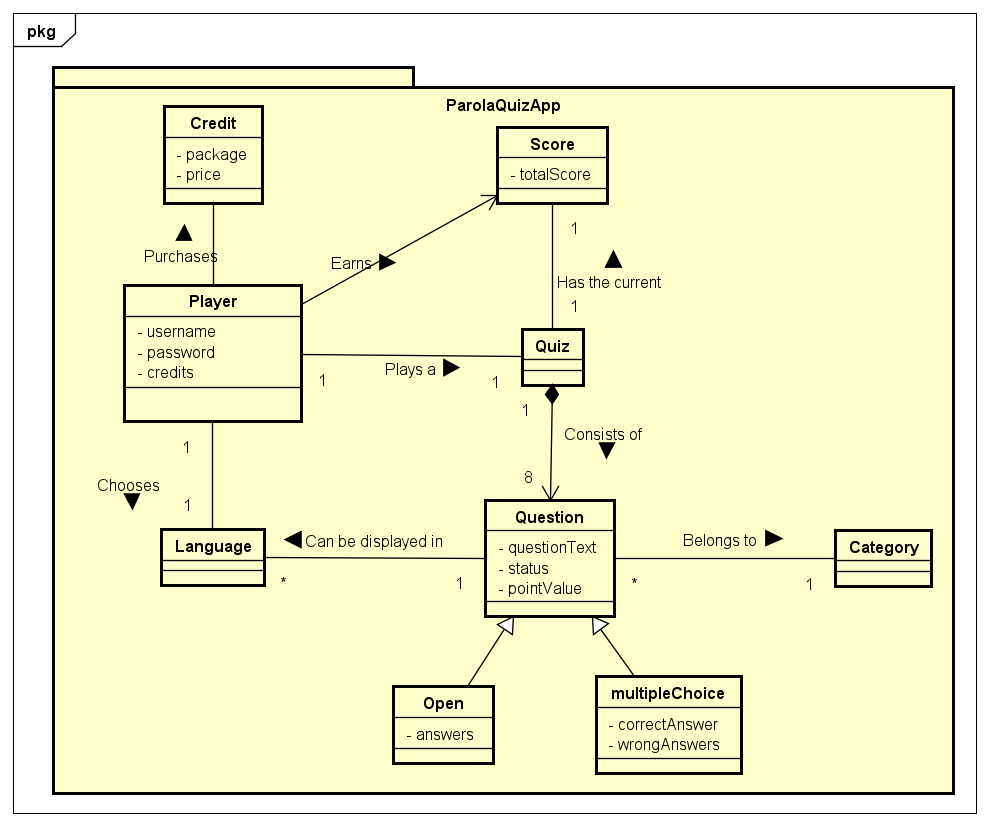 pkg
ParolaQuizApp
Credit
- package
- price
Score
- totalScore
Purchases
Earns
1
Has the current
1
Player
- username
- password
- credits
Quiz
Plays a
1
1
1
1
Consists of
8
Chooses
1
Language
Can be displayed in
*
1
Question
- questionText
- status
- pointValue
Belongs to
*
1
Category
Open
- answers
multipleChoice
- correctAnswer
- wrongAnswers